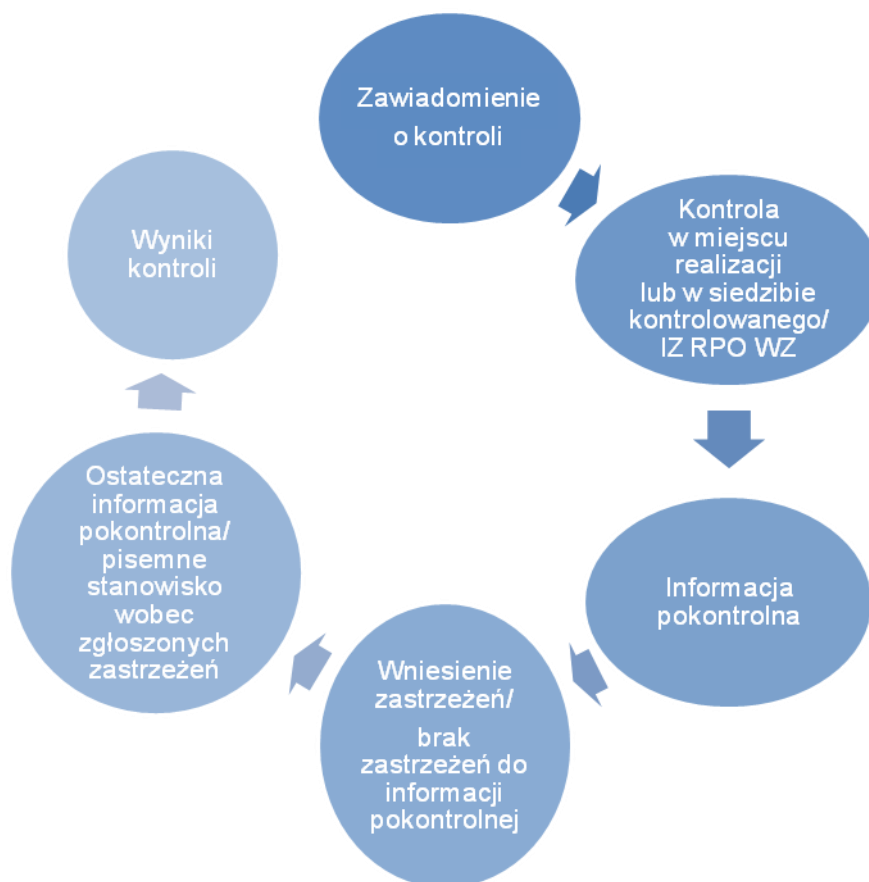 Zawiadomienie
o kontroli
Kontrola
w miejscu
realizacji
lub w siedzibie
kontrolowanego/
IZ RPO WZ
Informacja
pokontrolna
Wniesienie
zastrzeżeń/
brak
zastrzeżeń do
informacji
pokontrolnej
Ostateczna
informacja
pokontrolna/
pisemne
stanowisko
wobec
zgłoszonych
zastrzeżeń
Wyniki
kontroli